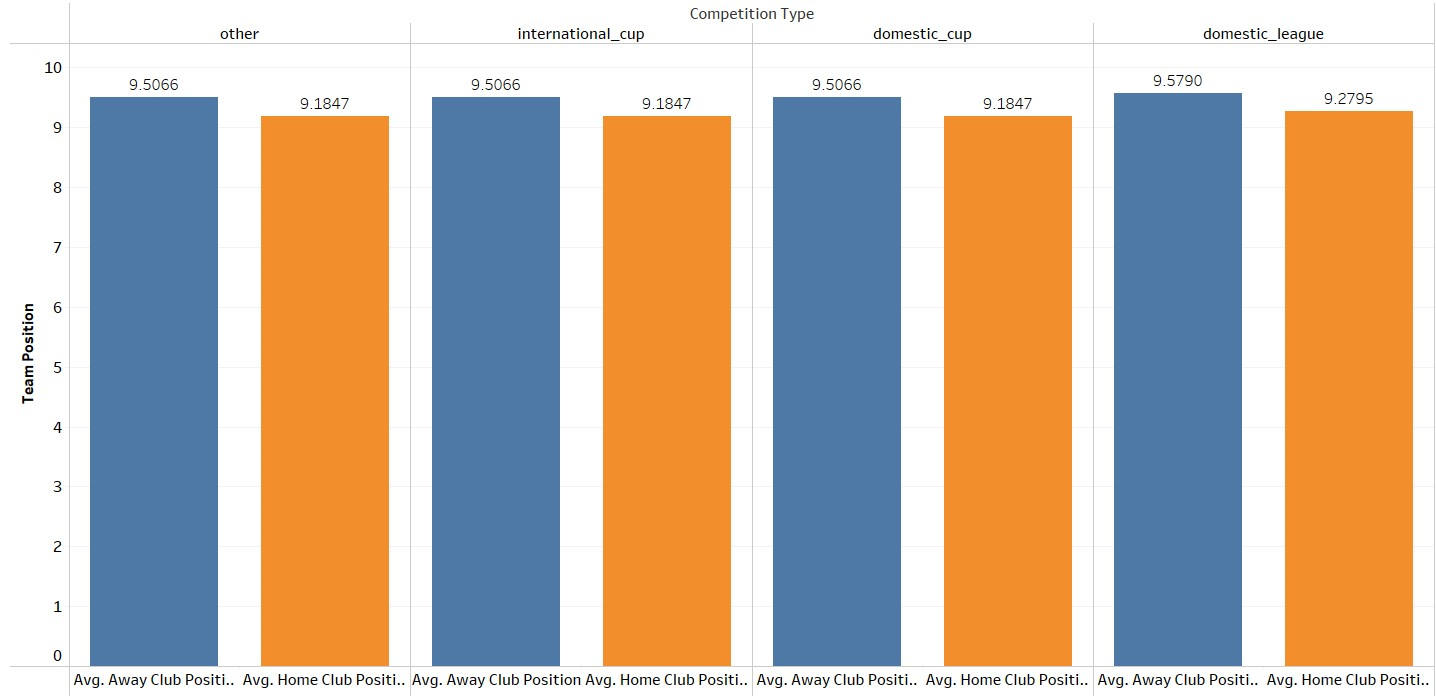 Competition Type
other international_cup domestic_cup domestic_league
10
9
8
7
6
5
4
3
2
1
0
Team Position
9.5066 9.1847 9.5066 9.1847 9.5066 9.1847 9.5790 9.2795
Avg. Away Club Positi.. Avg. Home Club Positi.. Avg. Away Club Position Avg. Home Club Positi.. Avg. Away Club Positi.. Avg. Home Club Positi.. Avg. Away Club Positi.. Avg. Home Club Positi..